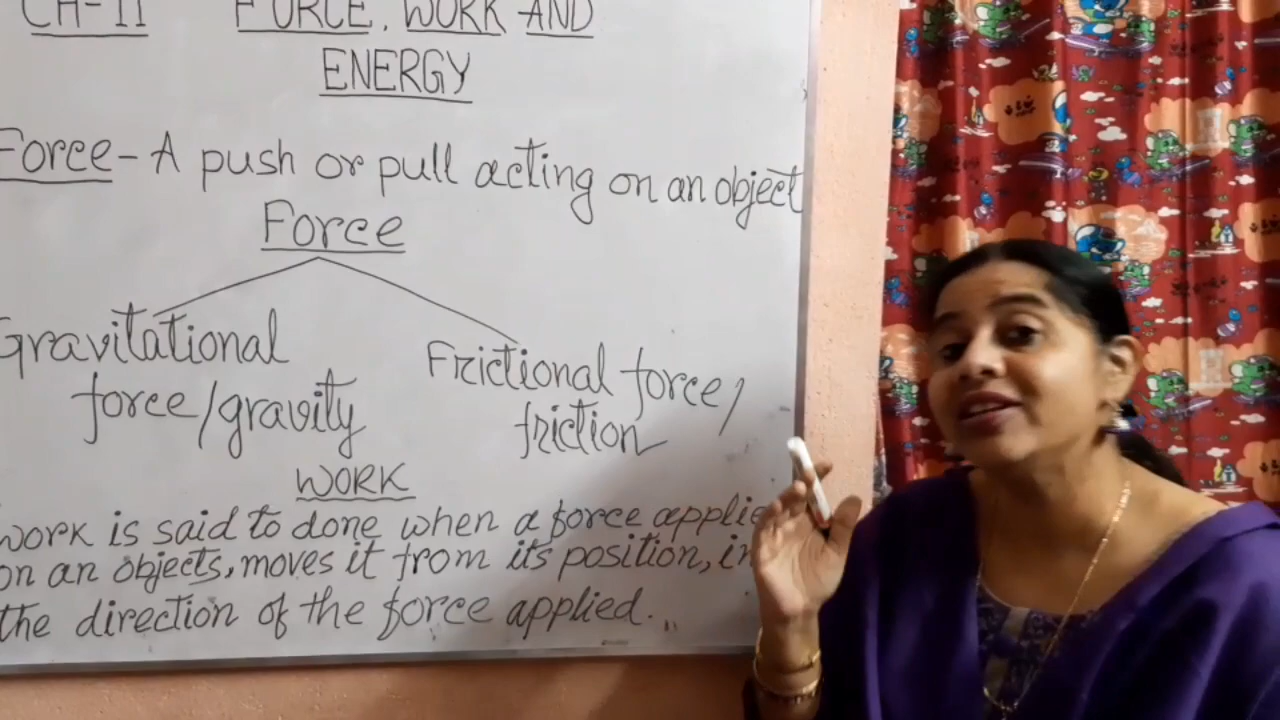 CH-11 FORCE, WORK AND
ENERGY
Force - A push or pull acting on an object
Force
Gravitational
force/gravity
Frictional force/
friction
WORK
Work is said to done when a force applie
on an objects, moves it from its position, in
the direction of the force applied.